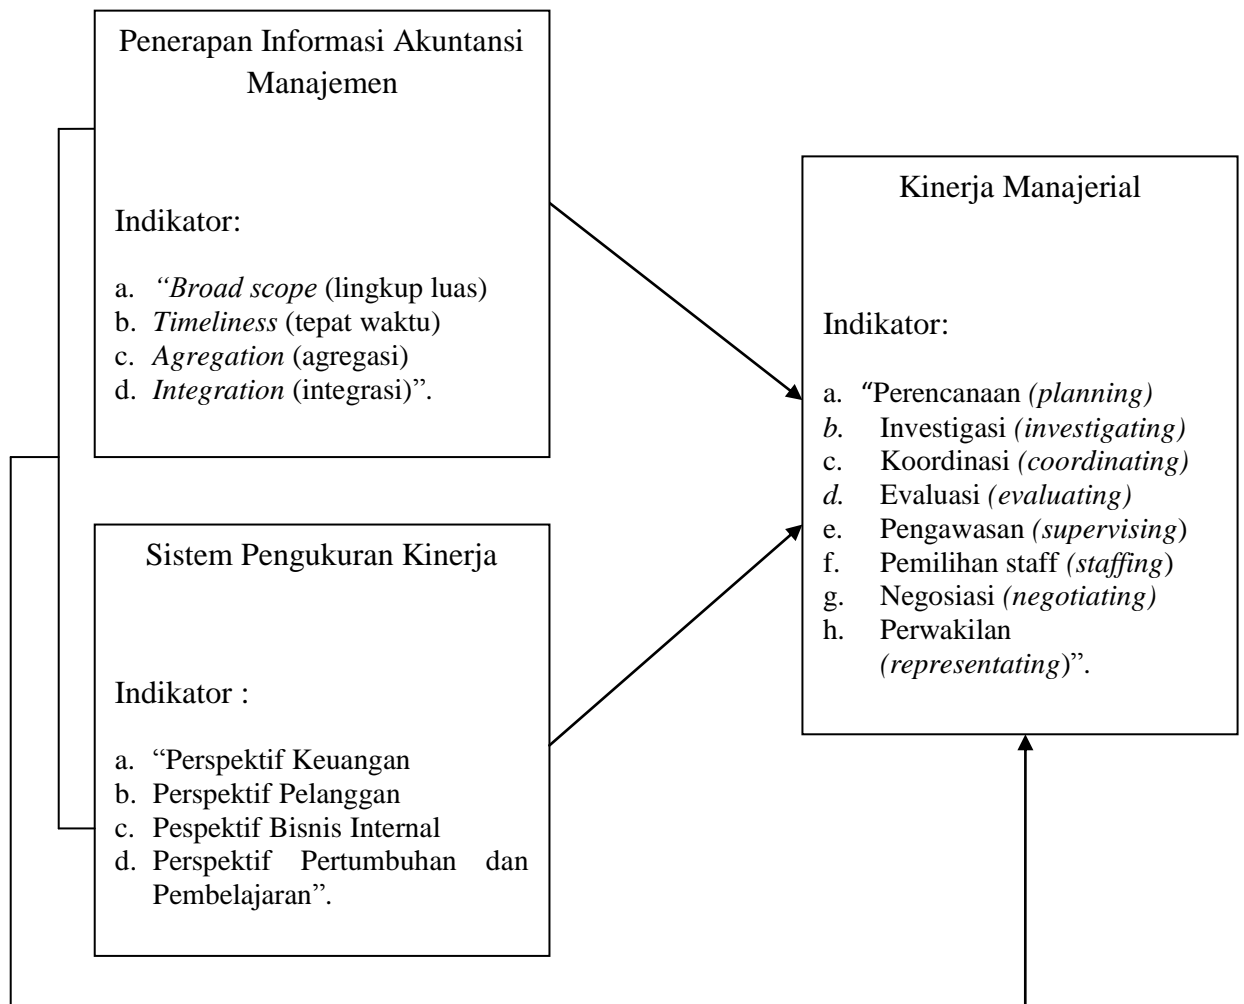 Penerapan Informasi Akuntansi
Manajemen
Indikator:
a. “Broad scope (lingkup luas)
b. Timeliness (tepat waktu)
c. Agregation (agregasi)
d. Integration (integrasi)”.
Sistem Pengukuran Kinerja
Indikator :
a. “Perspektif Keuangan
b. Perspektif Pelanggan
c. Pespektif Bisnis Internal
d. Perspektif Pertumbuhan dan
Pembelajaran”.
Kinerja Manajerial
Indikator:
a. “Perencanaan (planning)
b. Investigasi (investigating)
c. Koordinasi (coordinating)
d. Evaluasi (evaluating)
e. Pengawasan (supervising)
f. Pemilihan staff (staffing)
g. Negosiasi (negotiating)
h. Perwakilan
(representating)”.